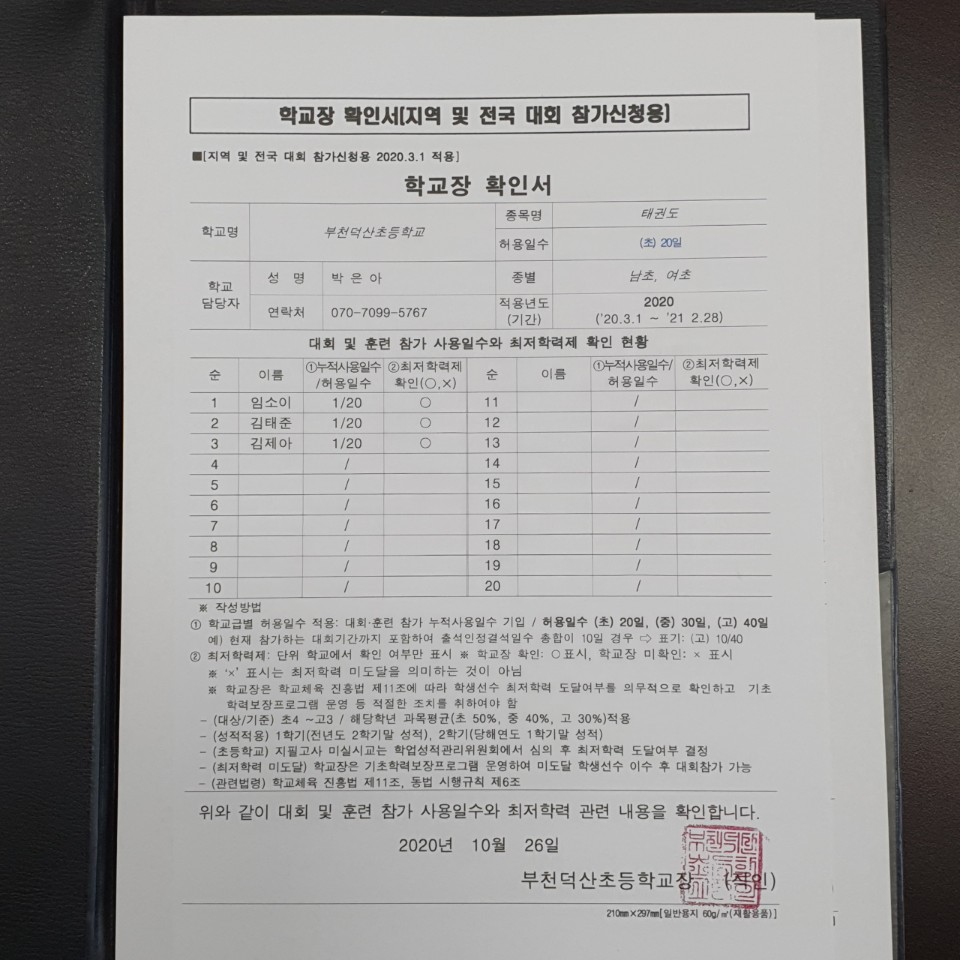 학교장 확인서[지역 및 전국 대회 참가신청용]
■[지역 및 전국 대회 참가신청용 2020.3.1 적용]
학교장 확인서
학교명 부천덕산초등학교 종목명 태권도
허용일수 (초) 20일
학교 담당자 성 명 박 은 아 종별 남초, 여초
연락처 070-7099-5767 적용년도 (기간) 2020 ('20.3.1 ~ '21 2.28)
대회 및 훈련 참가 사용일수와 최저학력제 확인 현황
순 이름 ①누적사용일수/허용일수 ②최저학력제 확인(○,×) 순 이름 ①누적사용일수/허용일수 ②최저학력제 확인(○,×)
1 임소이 1/20 ○ 11 /
2 김태준 1/20 ○ 12 /
3 김제아 1/20 ○ 13 /
4 / 14 /
5 / 15 /
6 / 16 /
7 / 17 /
8 / 18 /
9 / 19 /
10 / 20 /
※ 작성방법
① 학교급별 허용일수 적용: 대회·훈련 참가 누적사용일수 기입 / 허용일수 (초) 20일, (중) 30일, (고) 40일
예) 현재 참가하는 대회기간까지 포함하여 출석인정결석일수 총합이 10일 경우 ⇨ 표기: (고) 10/40
② 최저학력제: 단위 학교에서 확인 여부만 표시 ※ 학교장 확인: ○표시, 학교장 미확인: × 표시
※ '×' 표시는 최저학력 미도달을 의미하는 것이 아님
※ 학교장은 학교체육 진흥법 제11조에 따라 학생선수 최저학력 도달여부를 의무적으로 확인하고 기초
학력보장프로그램 운영 등 적절한 조치를 취하여야 함
- (대상/기준) 초4 ~고3 / 해당학년 과목평균(초 50%, 중 40%, 고 30%)적용
- (성적적용) 1학기(전년도 2학기말 성적), 2학기(당해연도 1학기말 성적)
- (초등학교) 지필고사 미실시교는 학업성적관리위원회에서 심의 후 최저학력 도달여부 결정
- (최저학력 미도달) 학교장은 기초학력보장프로그램 운영하여 미도달 학생선수 이수 후 대회참가 가능
- (관련법령) 학교체육 진흥법 제11조, 동법 시행규칙 제6조
위와 같이 대회 및 훈련 참가 사용일수와 최저학력 관련 내용을 확인합니다.
2020년 10월 26일
부천덕산초등학교장 (직인)
210㎜×297㎜[일반용지 60g/㎡(재활용품)]